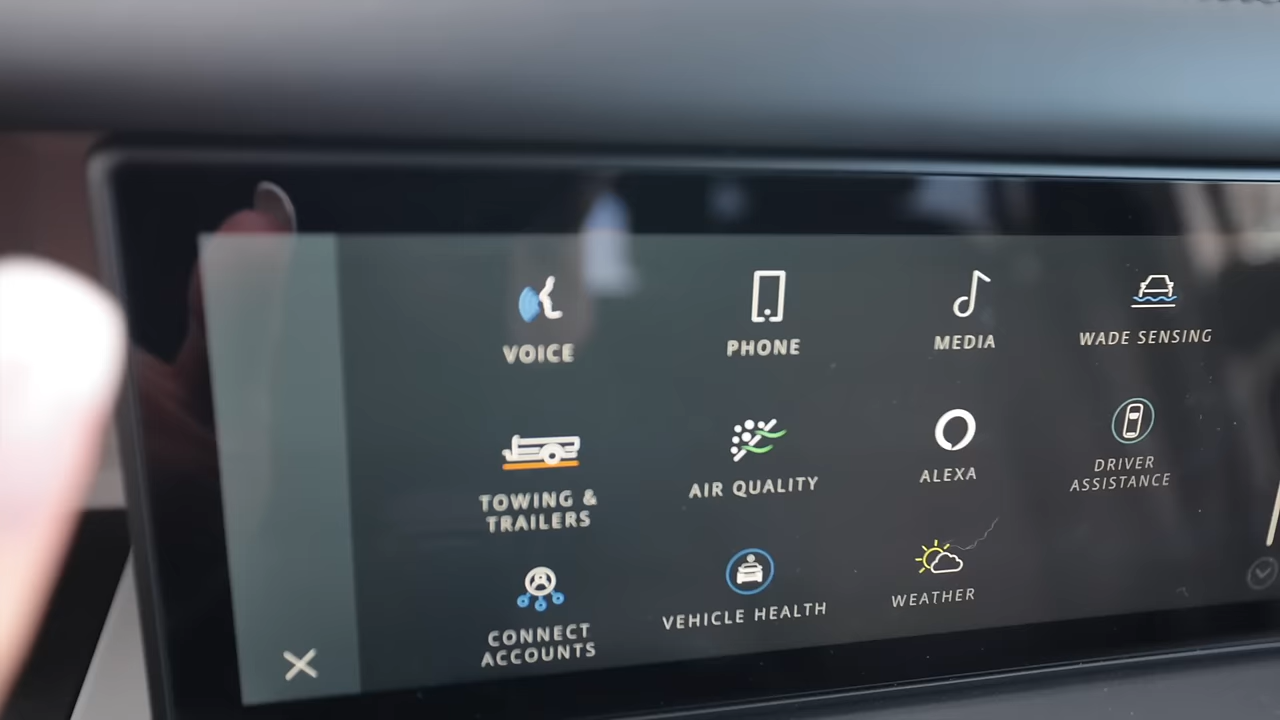 VOICE
PHONE
MEDIA
WADE SENSING
TOWING &
TRAILERS
AIR QUALITY
ALEXA
DRIVER
ASSISTANCE
CONNECT
ACCOUNTS
VEHICLE HEALTH
WEATHER